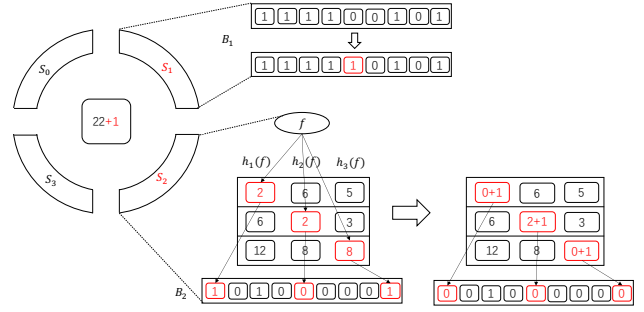 1 1 1 1 0 0 1 0 1
B₁
1 1 1 1 1 0 1 0 1
S₀ S₁
22+1
S₃ S₂
f
h₁(f) h₂(f) h₃(f)
2 6 5
6 2 3
12 8 8
0+1 6 5
6 2+1 3
12 8 0+1
B₂
1 0 1 0 0 0 0 0 1
0 0 1 0 0 0 0 0 0